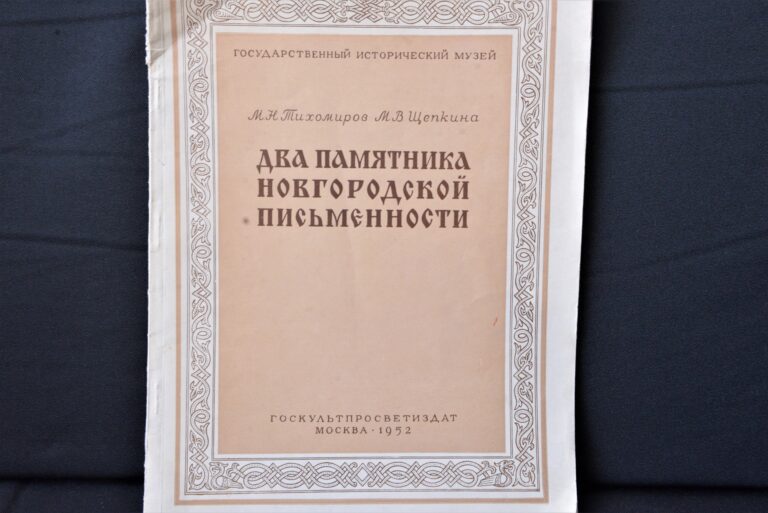 ГОСУДАРСТВЕННЫЙ ИСТОРИЧЕСКИЙ МУЗЕЙ
М.Н.Тихомиров М.В.Щепкина
ДВА ПАМЯТНИКА
НОВГОРОДСКОЙ
ПИСЬМЕННОСТИ
ГОСКУЛЬТПРОСВЕТИЗДАТ
МОСКВА · 1952